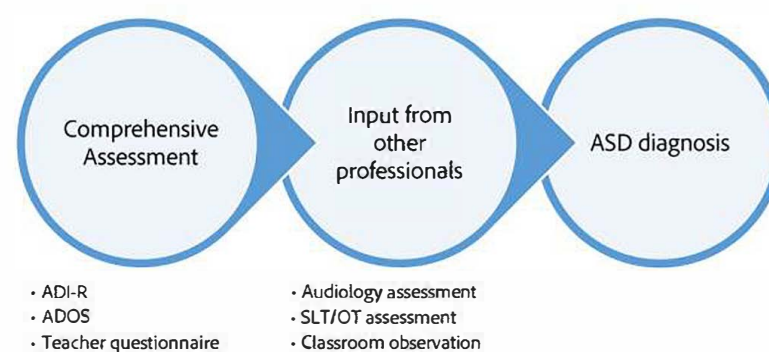 Comprehensive
Assessment
Input from
other
professionals
ASD diagnosis
· ADI-R
· ADOS
· Teacher questionnaire
· Audiology assessment
· SLT/OT assessment
· Classroom observation